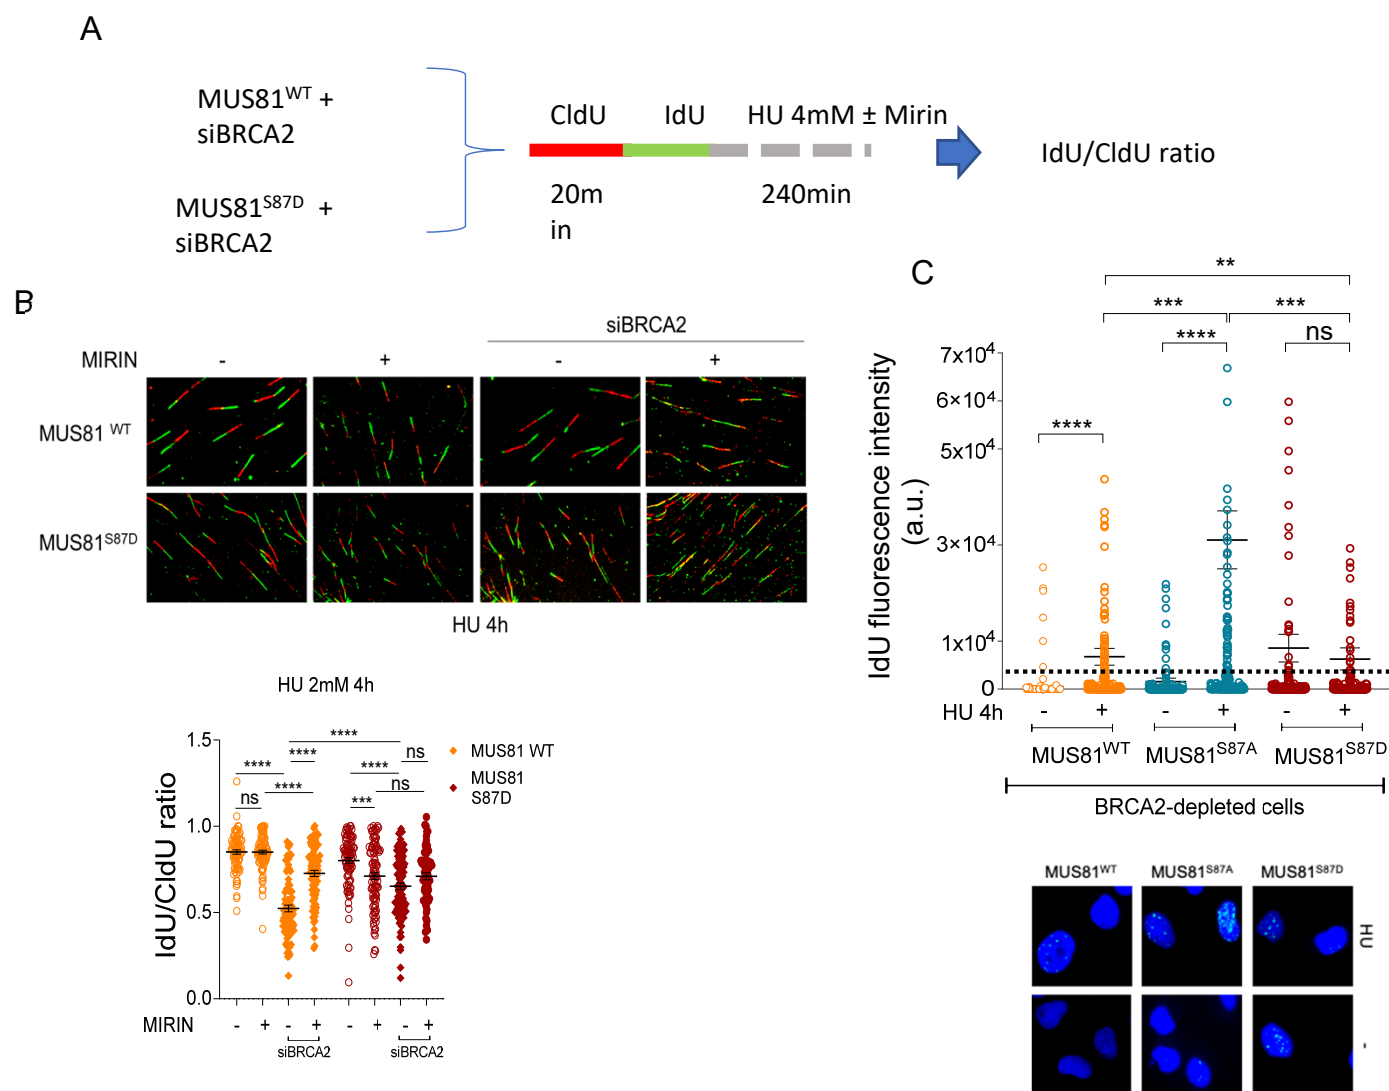 A
MUS81WT +
siBRCA2
MUS81S87D +
siBRCA2
CldU
IdU
HU 4mM ± Mirin
20m
in
240min
IdU/CldU ratio
B
siBRCA2
MIRIN
-
+
-
+
MUS81 WT
MUS81S87D
HU 4h
HU 2mM 4h
MUS81 WT
MUS81
S87D
IdU/CldU ratio
1.5
1.0
0.5
0.0
****
****
****
****
ns
****
****
ns
ns
***
MIRIN
- + - + - + - +
siBRCA2
siBRCA2
C
**
***
***
****
ns
****
IdU fluorescence intensity
(a.u.)
7×10⁴
6×10⁴
5×10⁴
3×10⁴
1×10⁴
0
HU 4h
- + - + - +
MUS81WT
MUS81S87A
MUS81S87D
BRCA2-depleted cells
MUS81WT
MUS81S87A
MUS81S87D
HU
-